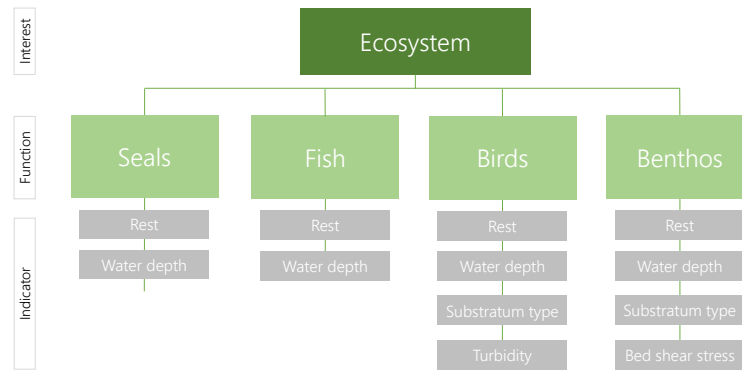 Interest
Ecosystem
Function
Seals
Fish
Birds
Benthos
Indicator
Rest
Rest
Rest
Rest
Water depth
Water depth
Water depth
Water depth
Substratum type
Substratum type
Turbidity
Bed shear stress